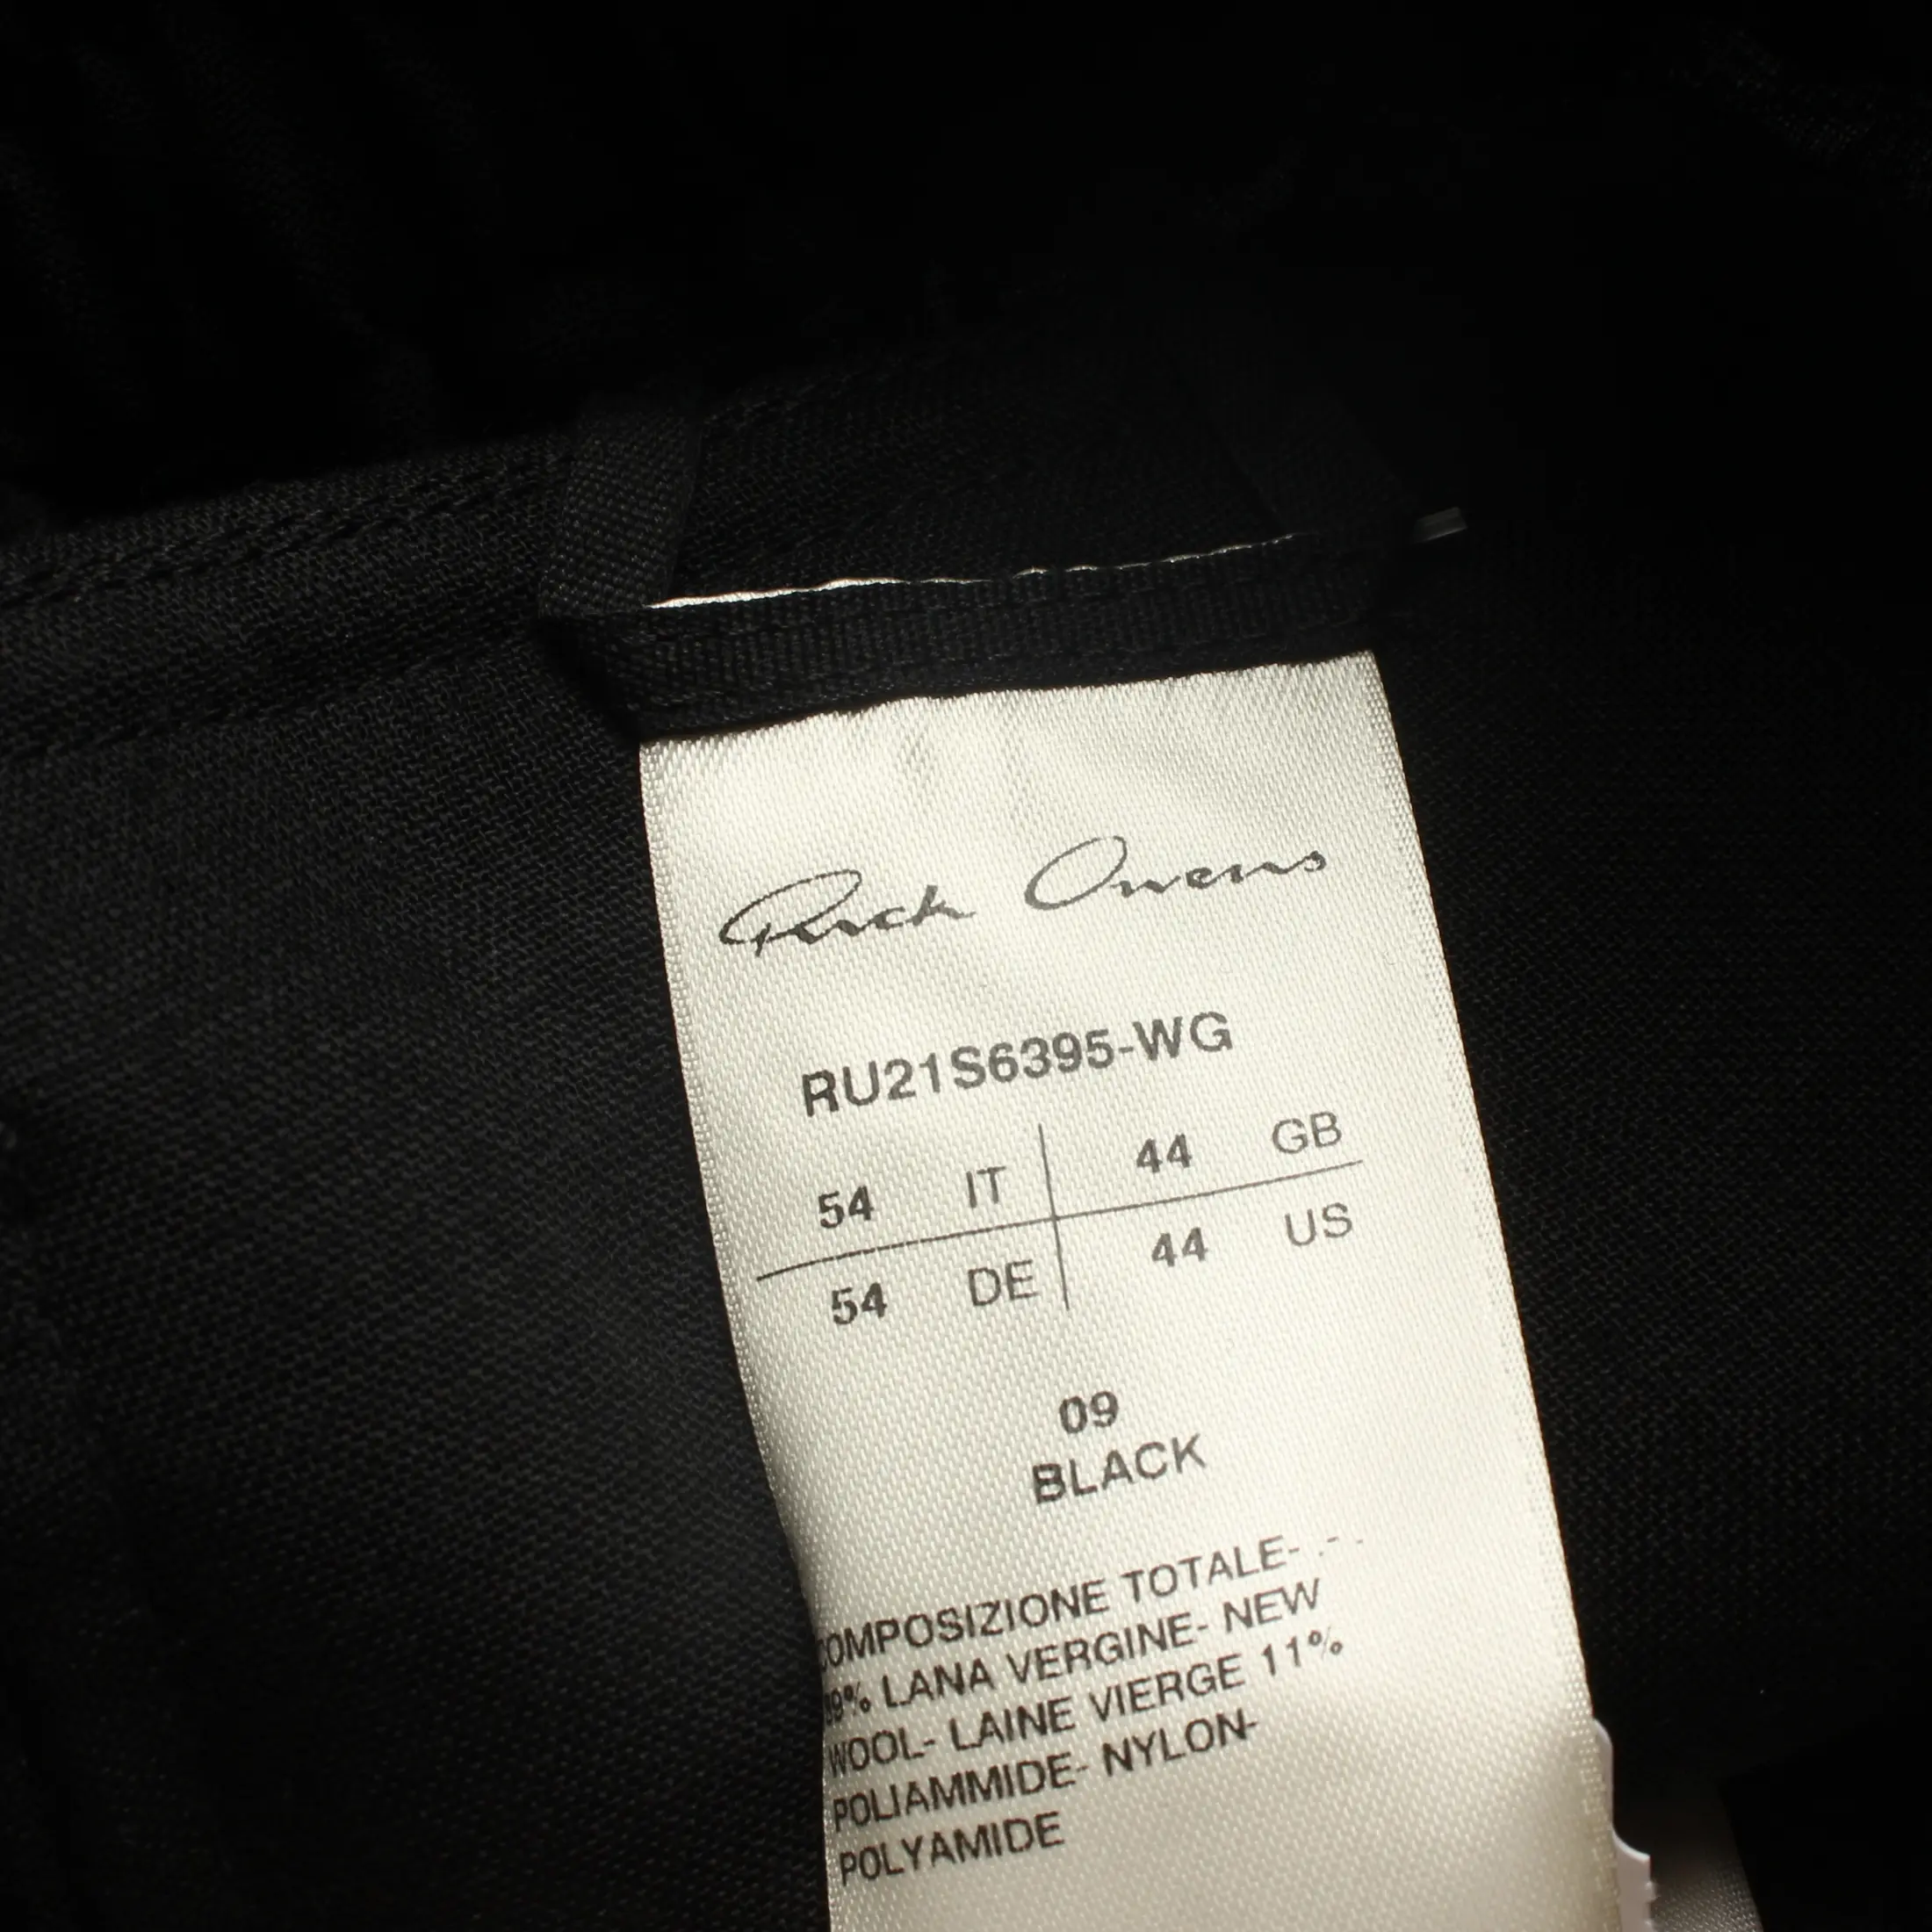 Rick Owens
RU21S6395-WG
54 IT 44 GB
54 DE 44 US
09
BLACK
COMPOSIZIONE TOTALE- .- .
89% LANA VERGINE- NEW
WOOL- LAINE VIERGE 11%
POLIAMMIDE- NYLON-
POLYAMIDE